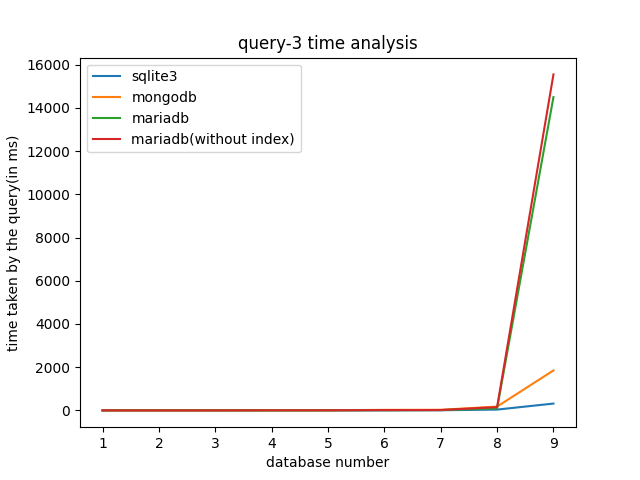 query-3 time analysis
time taken by the query(in ms)
16000
14000
12000
10000
8000
6000
4000
2000
0
sqlite3
mongodb
mariadb
mariadb(without index)
1 2 3 4 5 6 7 8 9
database number